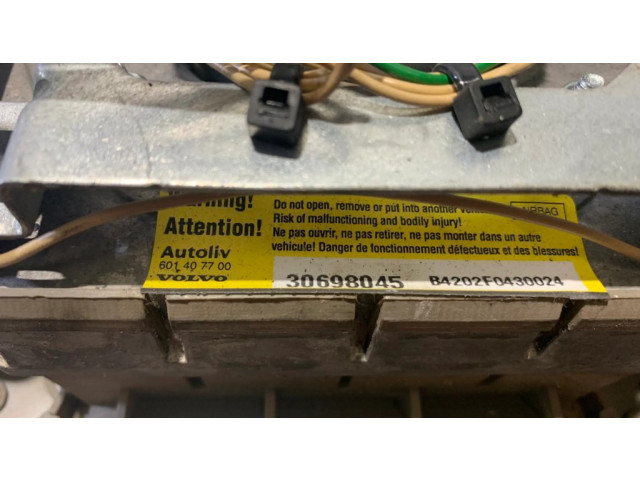 Warning!
Attention!
Autoliv
601 40 77 00
VOLVO
Do not open, remove or put into another
Risk of malfunctioning and bodily injury!
Ne pas ouvrir, ne pas retirer, ne pas monter dans un autre
vehicule! Danger de fonctionnement défectueux et des blessures!
AIRBAG
30698045
B4202F0430024